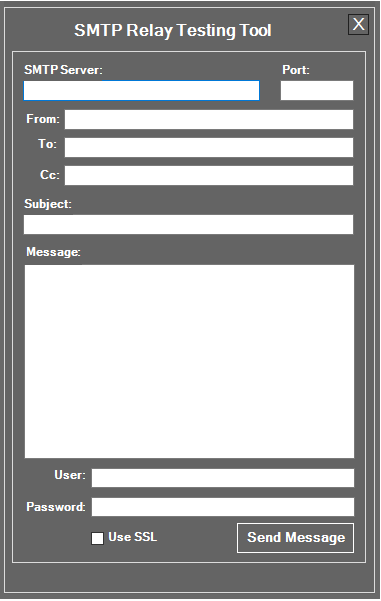 SMTP Relay Testing Tool X
SMTP Server: Port:
From:
To:
Cc:
Subject:
Message:
User:
Password:
Use SSL Send Message